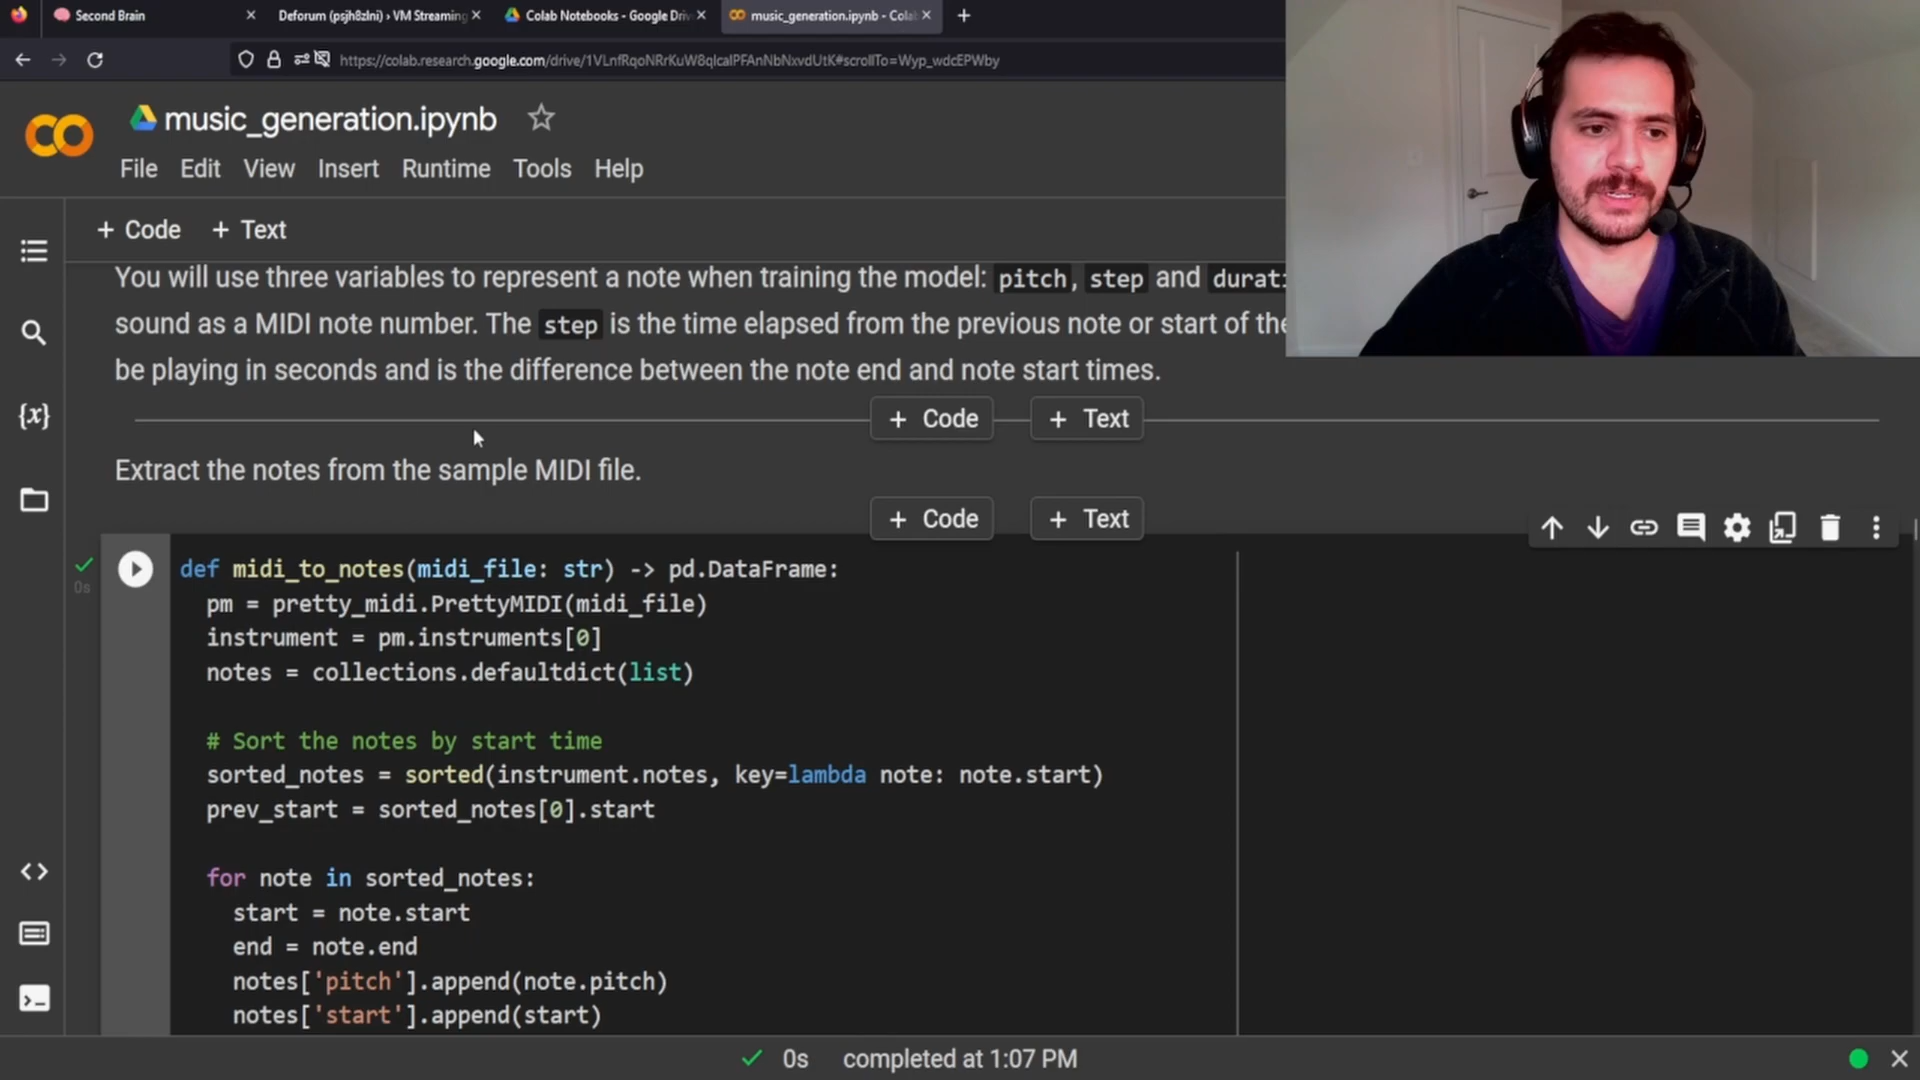 Second Brain
Deforum (psjh8zlni) › VM Streaming
Colab Notebooks - Google Driv
music_generation.ipynb - Cola
https://colab.research.google.com/drive/1VLnfRqoNRrKuW8qIcalPFAnNbNxvdUtK#scrollTo=Wyp_wdcEPWby
music_generation.ipynb
File Edit View Insert Runtime Tools Help
+ Code + Text
You will use three variables to represent a note when training the model: pitch, step and durati
sound as a MIDI note number. The step is the time elapsed from the previous note or start of the
be playing in seconds and is the difference between the note end and note start times.
+ Code + Text
Extract the notes from the sample MIDI file.
+ Code + Text
0s
def midi_to_notes(midi_file: str) -> pd.DataFrame:
pm = pretty_midi.PrettyMIDI(midi_file)
instrument = pm.instruments[0]
notes = collections.defaultdict(list)
# Sort the notes by start time
sorted_notes = sorted(instrument.notes, key=lambda note: note.start)
prev_start = sorted_notes[0].start
for note in sorted_notes:
start = note.start
end = note.end
notes['pitch'].append(note.pitch)
notes['start'].append(start)
0s completed at 1:07 PM